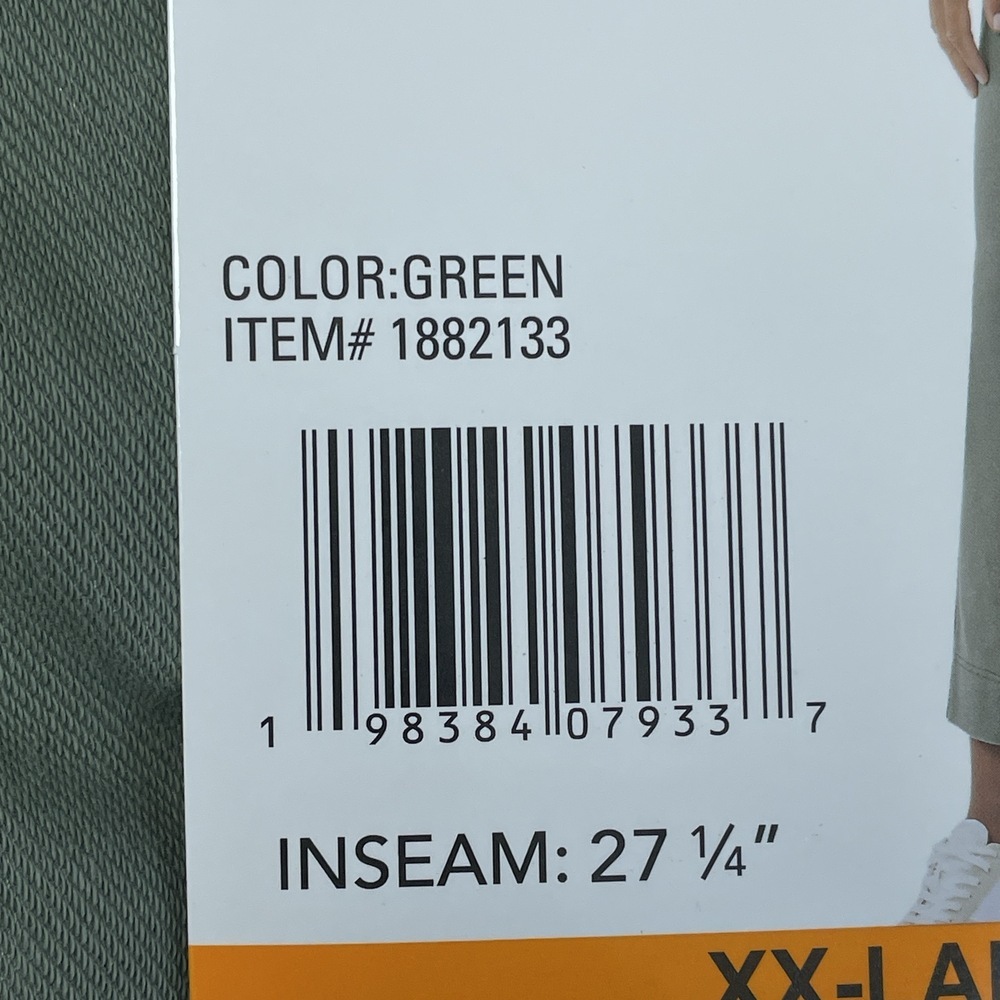 COLOR:GREEN
ITEM# 1882133
1 98384 07933 7
INSEAM: 27 ¼"